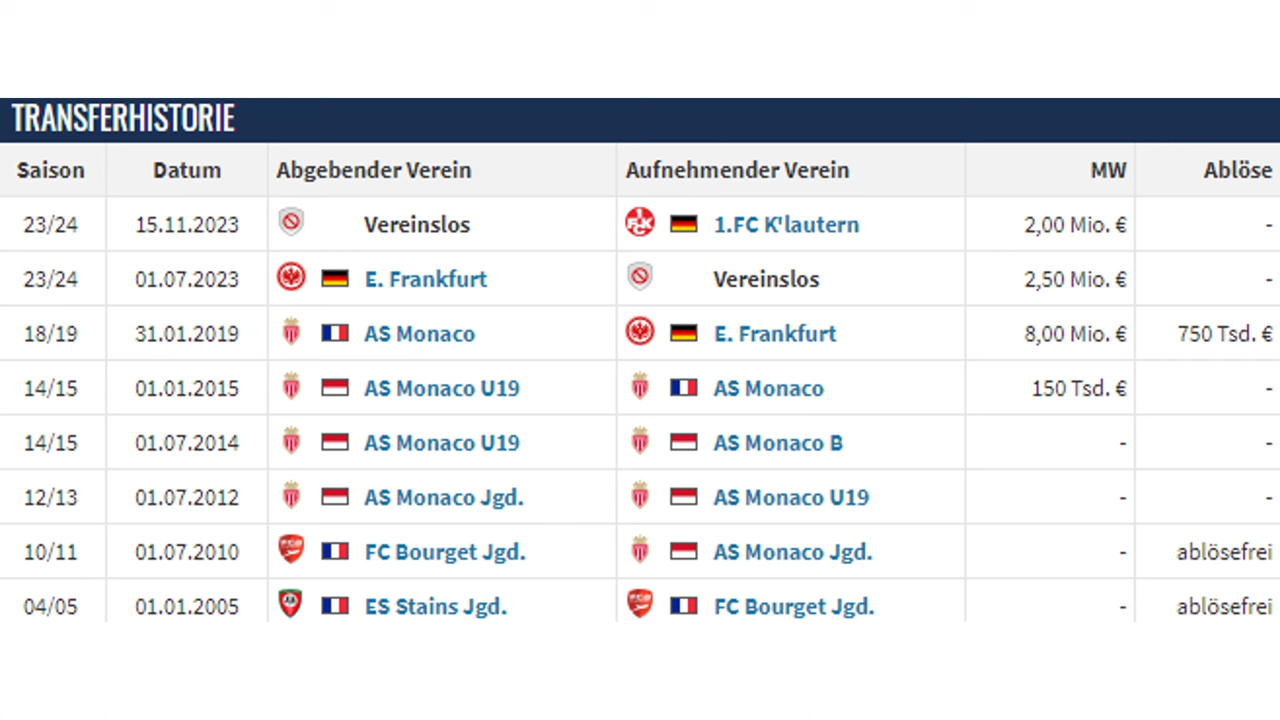 TRANSFERHISTORIE
Saison Datum Abgebender Verein Aufnehmender Verein MW Ablöse
23/24 15.11.2023 Vereinslos 1.FC K'lautern 2,00 Mio. € -
23/24 01.07.2023 E. Frankfurt Vereinslos 2,50 Mio. € -
18/19 31.01.2019 AS Monaco E. Frankfurt 8,00 Mio. € 750 Tsd. €
14/15 01.01.2015 AS Monaco U19 AS Monaco 150 Tsd. € -
14/15 01.07.2014 AS Monaco U19 AS Monaco B - -
12/13 01.07.2012 AS Monaco Jgd. AS Monaco U19 - -
10/11 01.07.2010 FC Bourget Jgd. AS Monaco Jgd. - ablösefrei
04/05 01.01.2005 ES Stains Jgd. FC Bourget Jgd. - ablösefrei